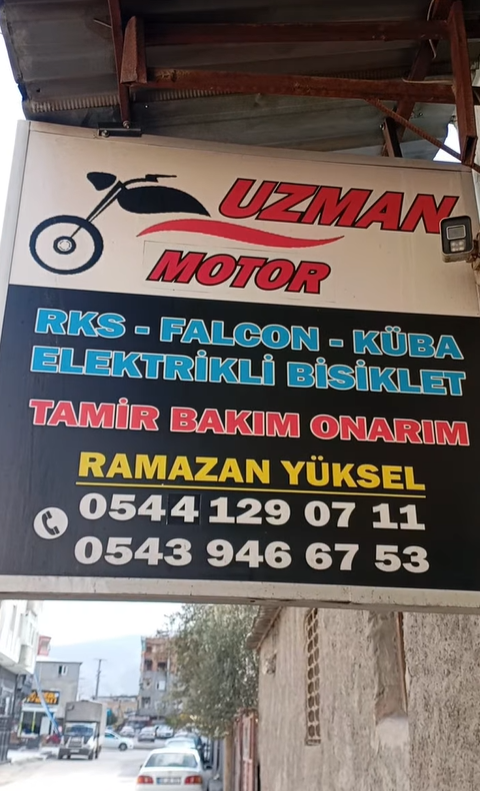 UZMAN
MOTOR
RKS - FALCON - KÜBA
ELEKTRİKLİ BİSİKLET
TAMİR BAKIM ONARIM
RAMAZAN YÜKSEL
0544 129 07 11
0543 946 67 53